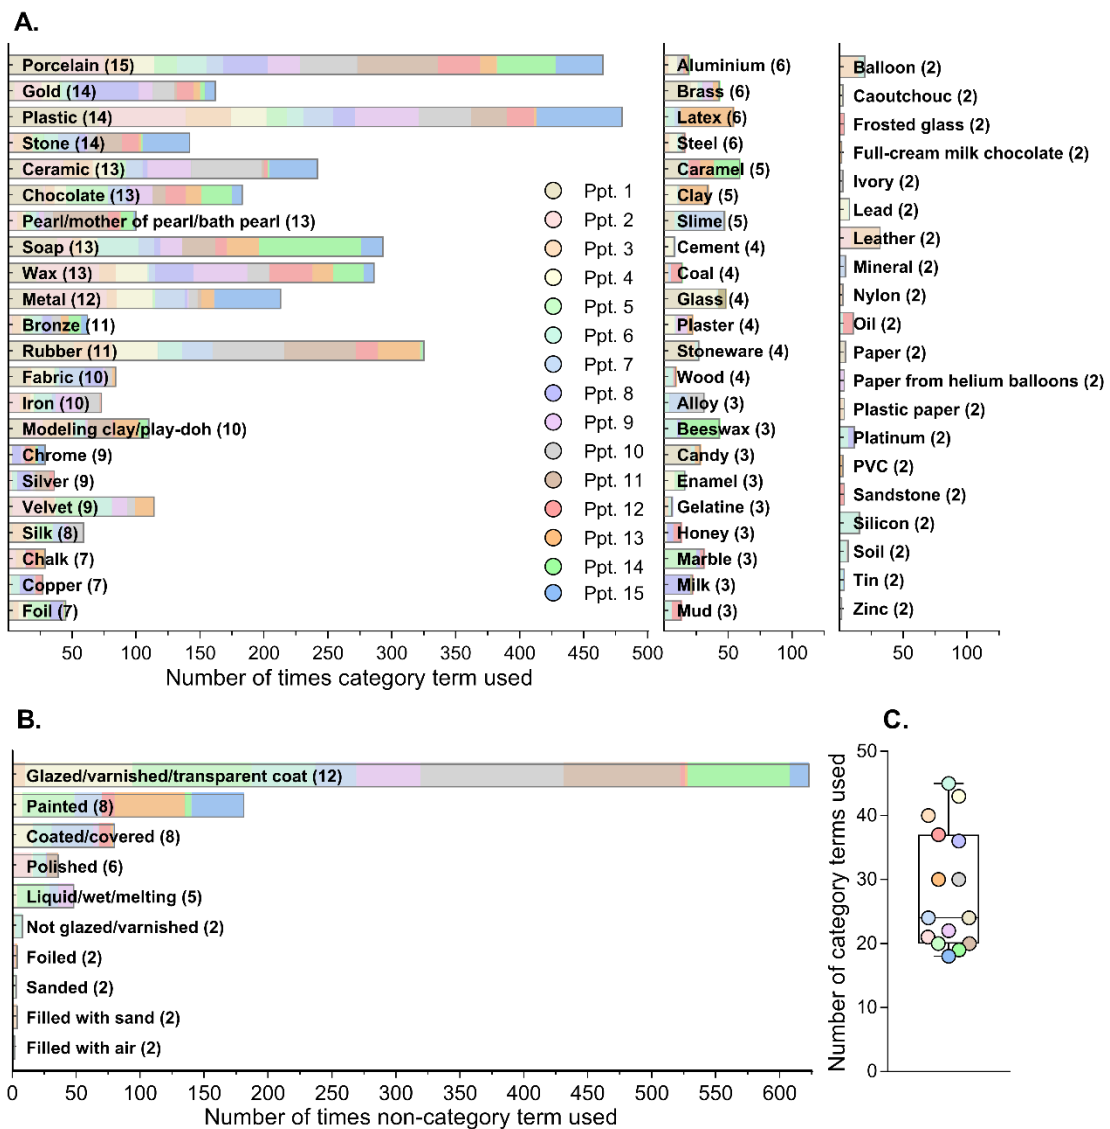 A.
Porcelain (15)
Gold (14)
Plastic (14)
Stone (14)
Ceramic (13)
Chocolate (13)
Pearl/mother of pearl/bath pearl (13)
Soap (13)
Wax (13)
Metal (12)
Bronze (11)
Rubber (11)
Fabric (10)
Iron (10)
Modeling clay/play-doh (10)
Chrome (9)
Silver (9)
Velvet (9)
Silk (8)
Chalk (7)
Copper (7)
Foil (7)
Ppt. 1
Ppt. 2
Ppt. 3
Ppt. 4
Ppt. 5
Ppt. 6
Ppt. 7
Ppt. 8
Ppt. 9
Ppt. 10
Ppt. 11
Ppt. 12
Ppt. 13
Ppt. 14
Ppt. 15
50 100 150 200 250 300 350 400 450 500
Number of times category term used
Aluminium (6)
Brass (6)
Latex (6)
Steel (6)
Caramel (5)
Clay (5)
Slime (5)
Cement (4)
Coal (4)
Glass (4)
Plaster (4)
Stoneware (4)
Wood (4)
Alloy (3)
Beeswax (3)
Candy (3)
Enamel (3)
Gelatine (3)
Honey (3)
Marble (3)
Milk (3)
Mud (3)
50 100
Balloon (2)
Caoutchouc (2)
Frosted glass (2)
Full-cream milk chocolate (2)
Ivory (2)
Lead (2)
Leather (2)
Mineral (2)
Nylon (2)
Oil (2)
Paper (2)
Paper from helium balloons (2)
Plastic paper (2)
Platinum (2)
PVC (2)
Sandstone (2)
Silicon (2)
Soil (2)
Tin (2)
Zinc (2)
50 100
B.
Glazed/varnished/transparent coat (12)
Painted (8)
Coated/covered (8)
Polished (6)
Liquid/wet/melting (5)
Not glazed/varnished (2)
Foiled (2)
Sanded (2)
Filled with sand (2)
Filled with air (2)
0 50 100 150 200 250 300 350 400 450 500 550 600
Number of times non-category term used
C.
Number of category terms used
50
40
30
20
10
0